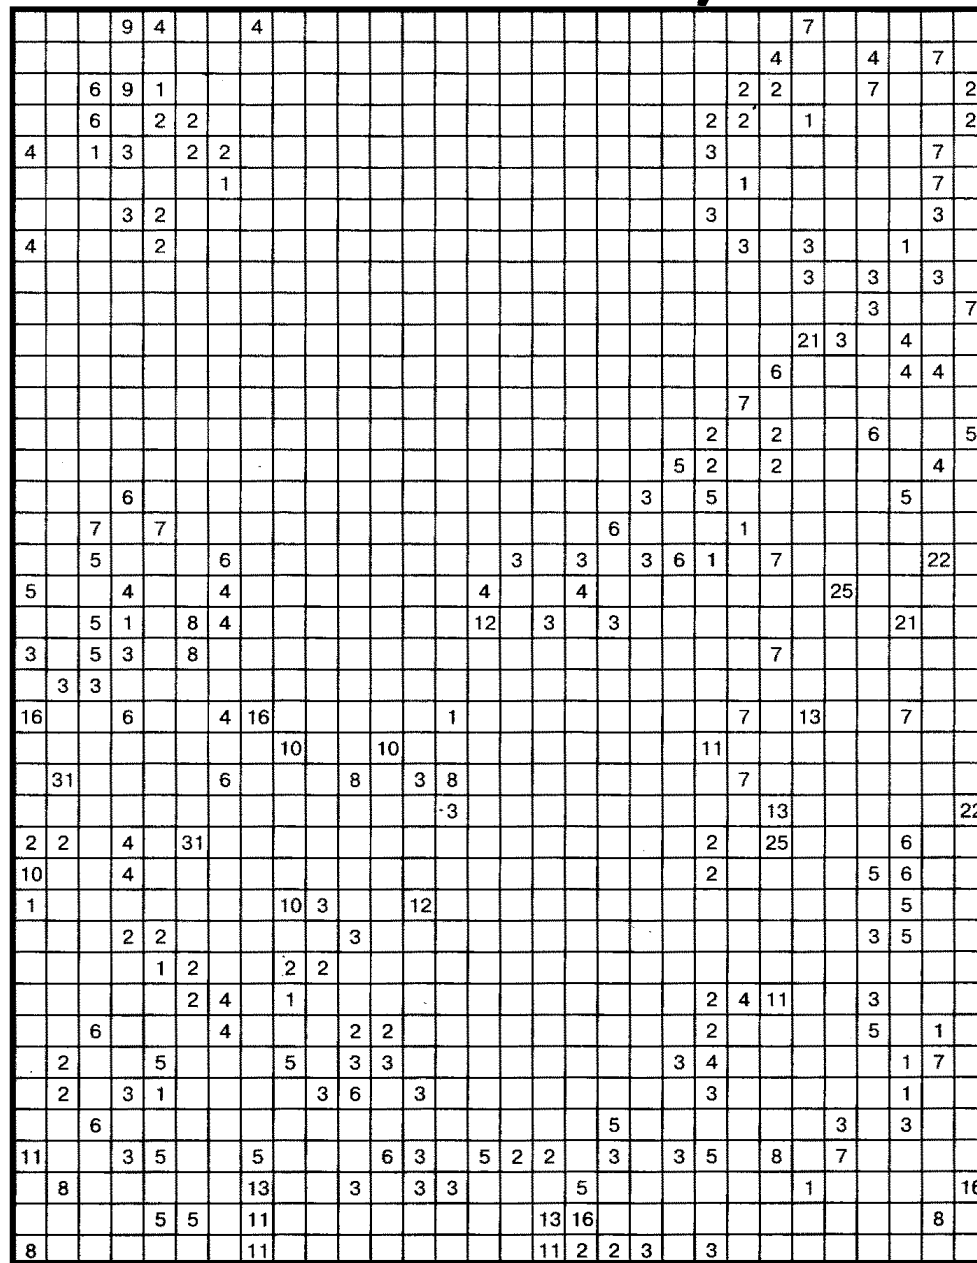 9 4 4 7
4 4 7
6 9 1 2 2 7 2
6 2 2 2 2 1 2
4 1 3 2 2 3 7
1 1 7
3 2 3 3
4 2 3 3 1
3 3 3
3 7
21 3 4
6 4 4
7
2 2 6 5
5 2 2 4
6 3 5 5
7 7 6 1
5 6 3 3 3 6 1 7 22
5 4 4 4 4 25
5 1 8 4 12 3 3 21
3 5 3 8 7
3 3
16 6 4 16 1 7 13 7
10 10 11
31 6 8 3 8 7
3 13 22
2 2 4 31 2 25 6
10 4 2 5 6
1 10 3 12 5
2 2 3 3 5
1 2 2 2
2 4 1 2 4 11 3
6 4 2 2 2 5 1
2 5 5 3 3 3 4 1 7
2 3 1 3 6 3 3 1
6 5 3 3
11 3 5 5 6 3 5 2 2 3 3 5 8 7
8 13 3 3 3 5 1 16
5 5 11 13 16 8
8 11 11 2 2 3 3